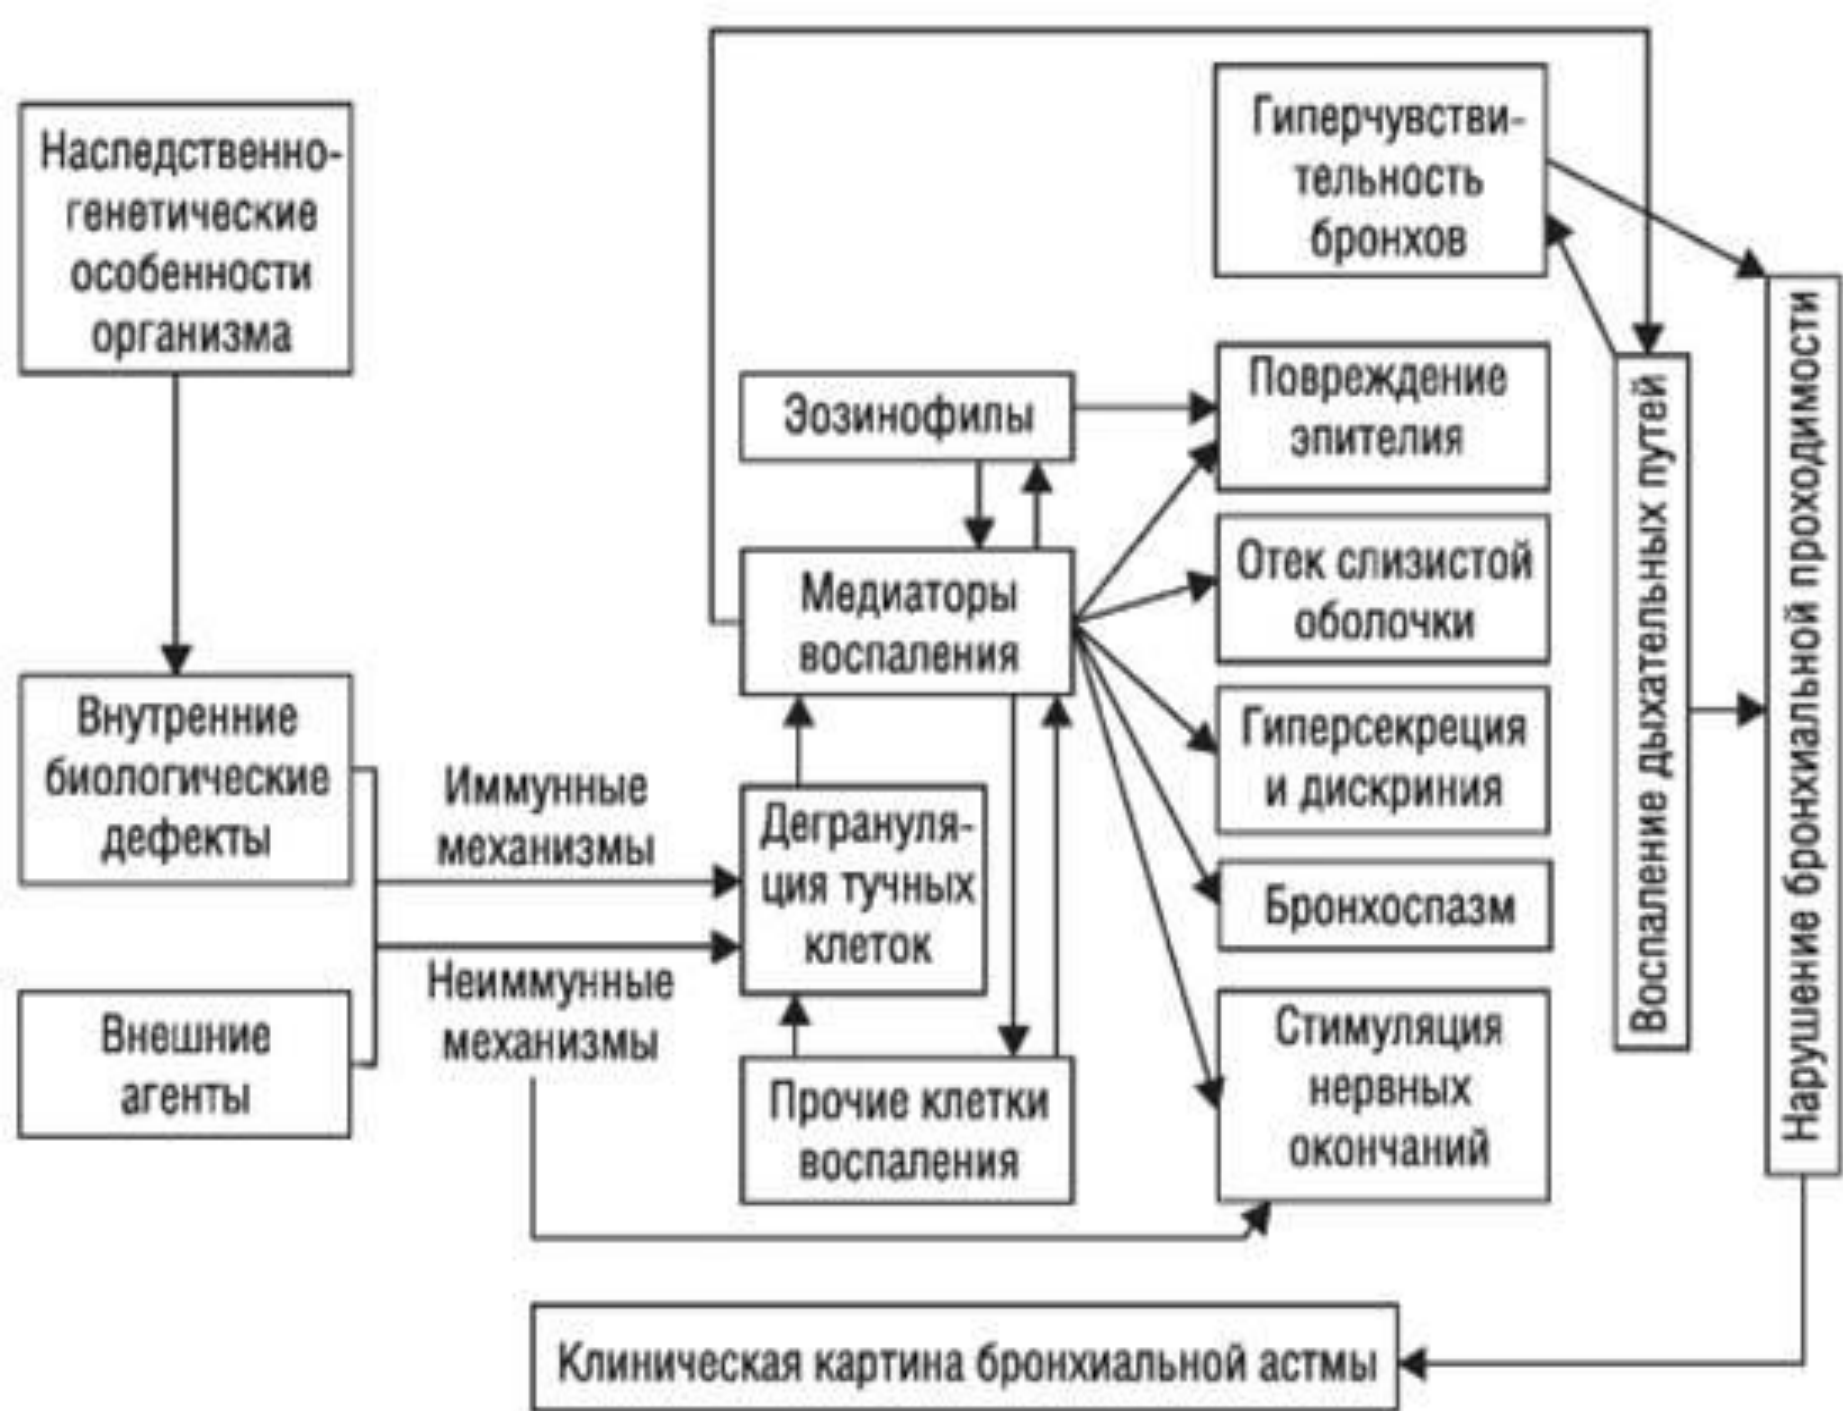 Наследственно-
генетические
особенности
организма
Внутренние
биологические
дефекты
Внешние
агенты
Иммунные
механизмы
Неиммунные
механизмы
Эозинофилы
Медиаторы
воспаления
Дегрануля-
ция тучных
клеток
Прочие клетки
воспаления
Гиперчувстви-
тельность
бронхов
Повреждение
эпителия
Отек слизистой
оболочки
Гиперсекреция
и дискриния
Бронхоспазм
Стимуляция
нервных
окончаний
Воспаление дыхательных путей
Нарушение бронхиальной проходимости
Клиническая картина бронхиальной астмы